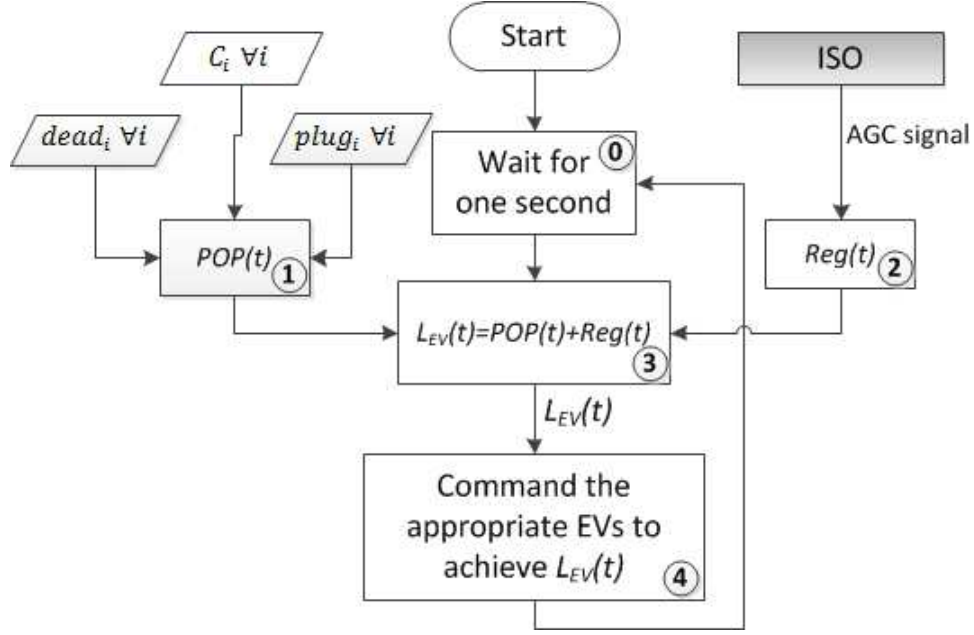 C_i ∀i
Start
ISO
dead_i ∀i
plug_i ∀i
AGC signal
Wait for
one second
0
POP(t)
1
Reg(t)
2
L_EV(t)=POP(t)+Reg(t)
3
L_EV(t)
Command the
appropriate EVs to
achieve L_EV(t)
4